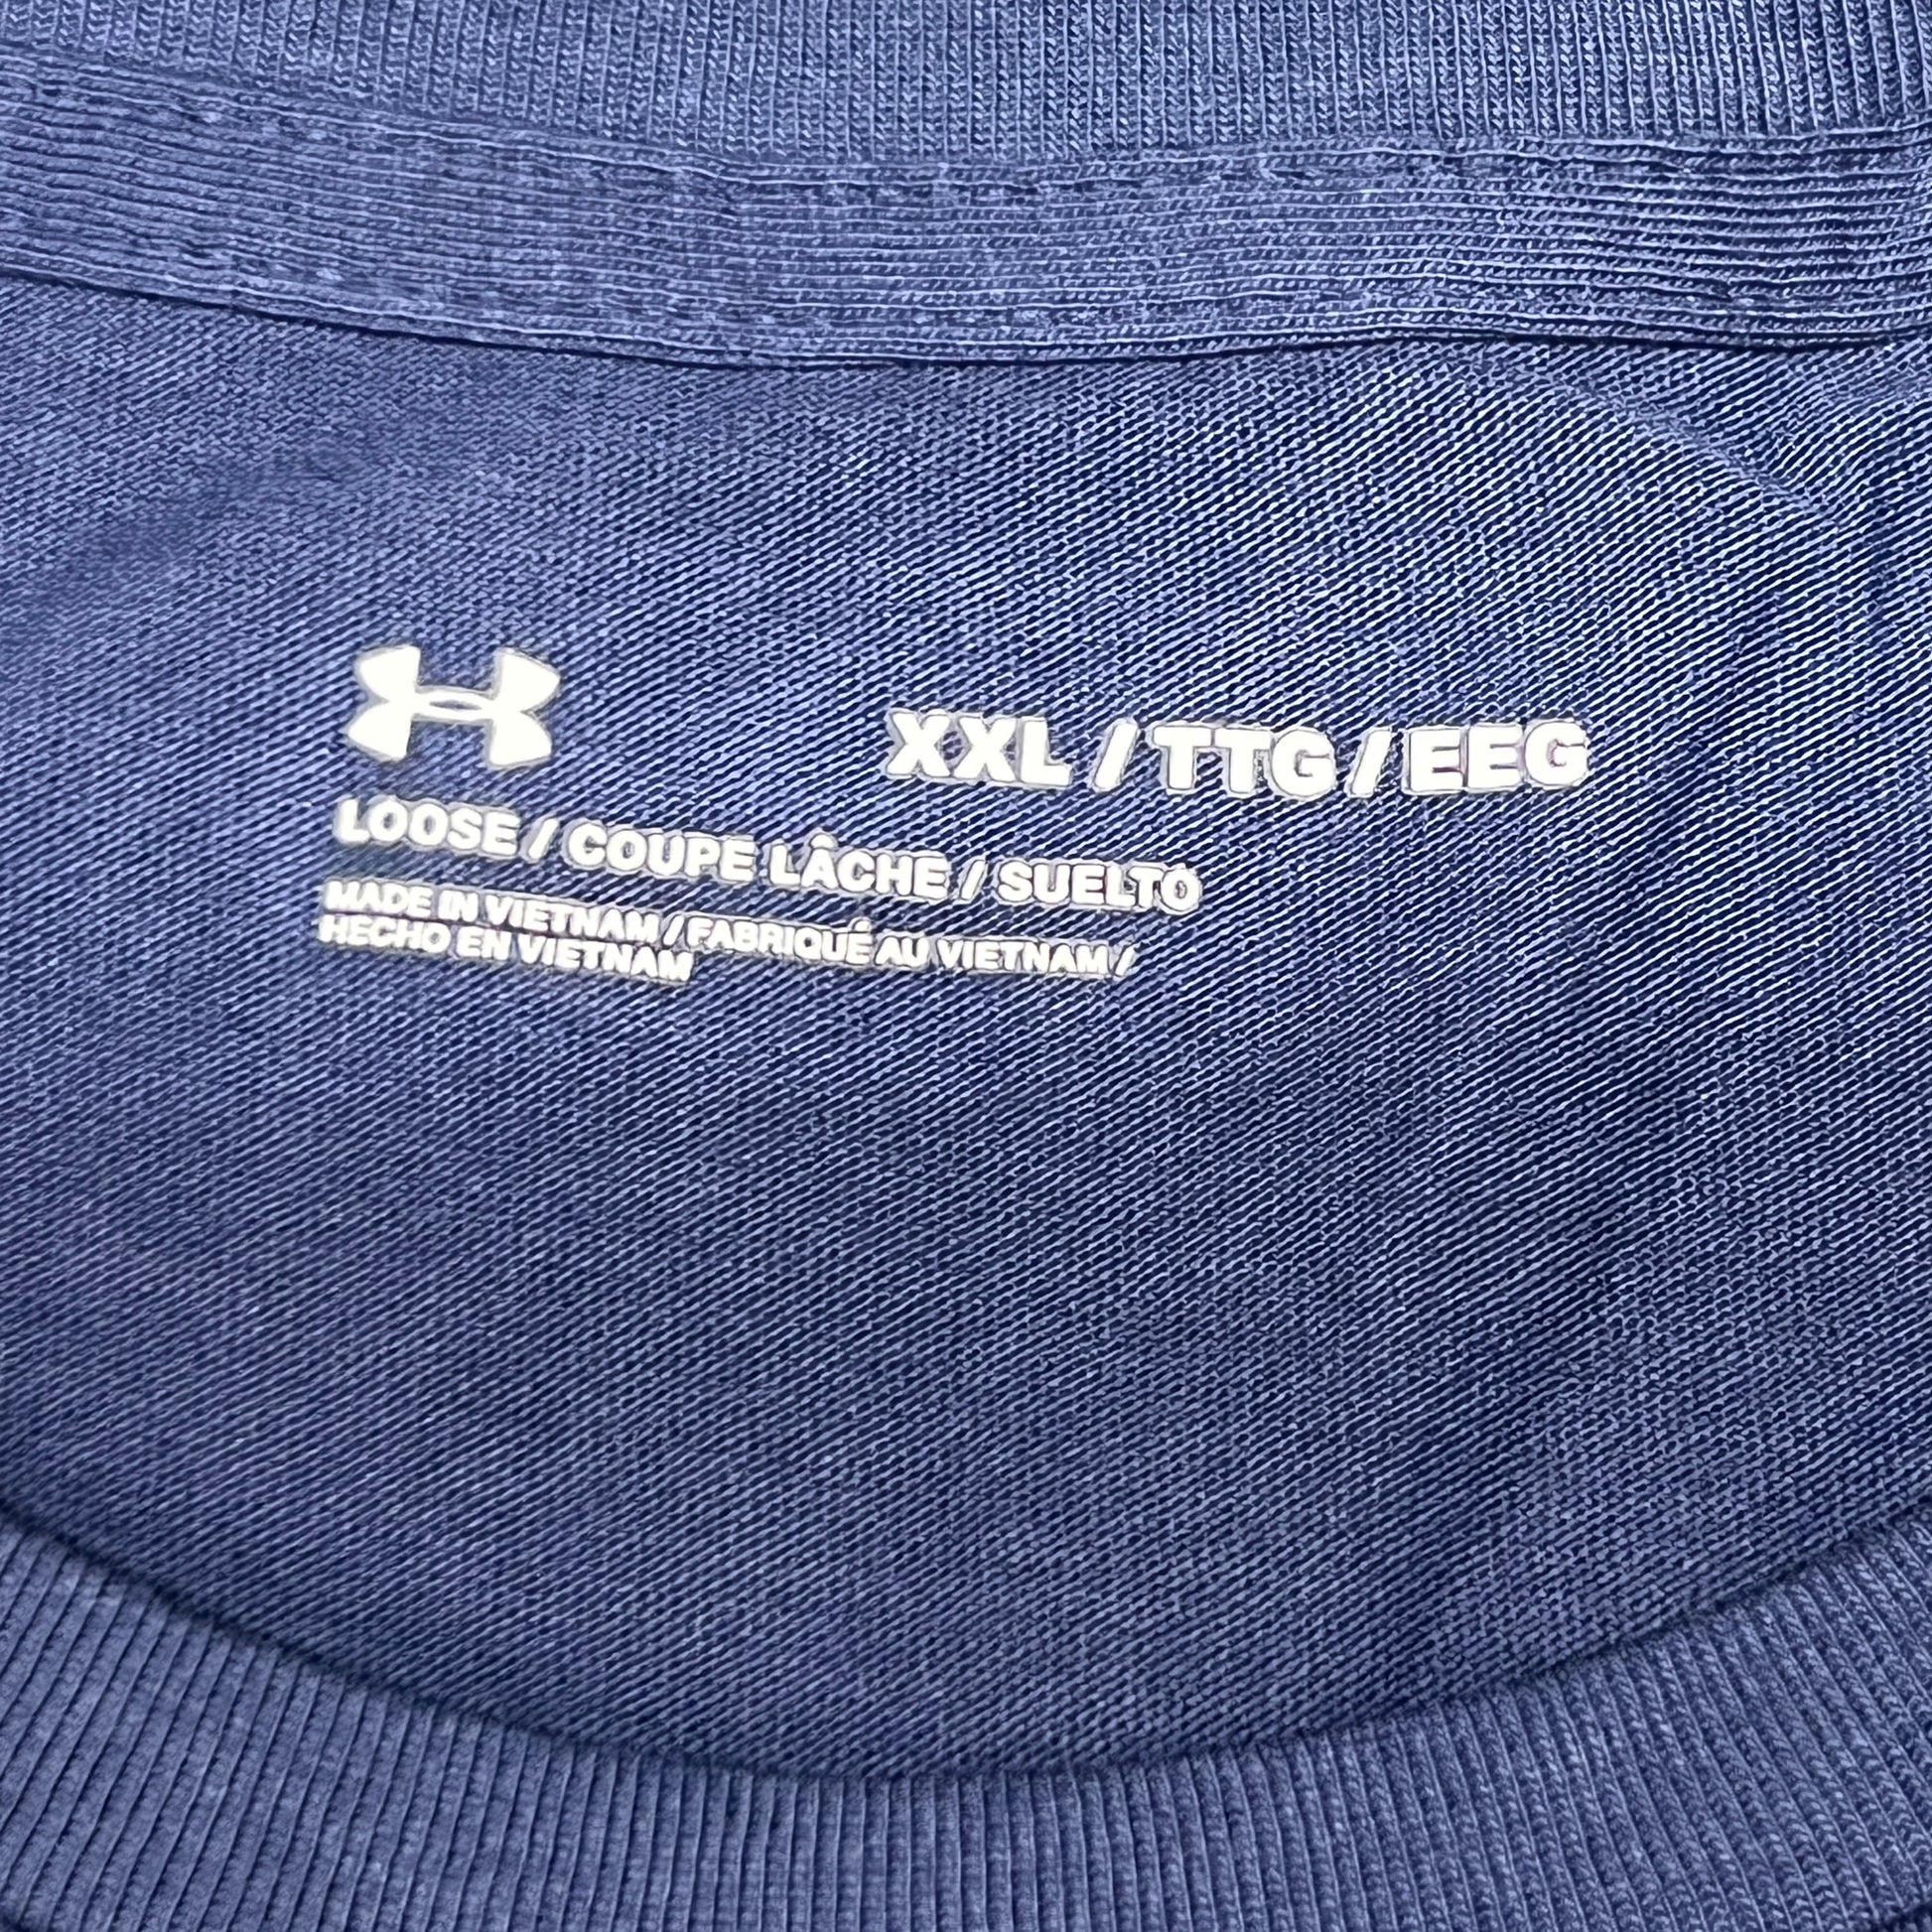 XXL / TTG / EEG
LOOSE / COUPE LÂCHE / SUELTO
MADE IN VIETNAM / FABRIQUÉ AU VIETNAM /
HECHO EN VIETNAM